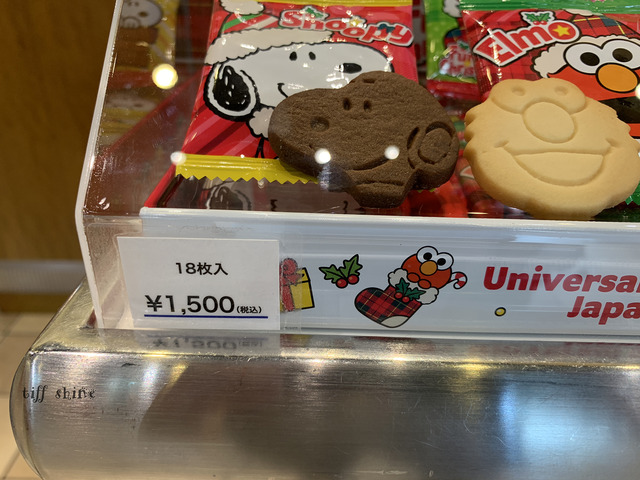 Snoopy
Elmo
18枚入
¥1,500(税込)
Universal
Japa
tiff shine